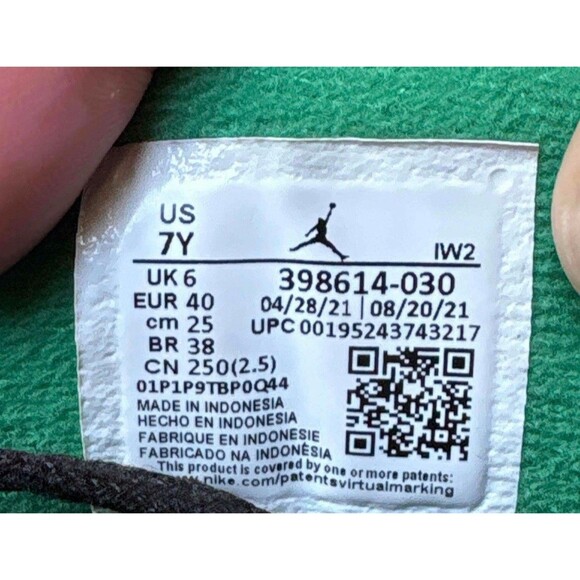 US
7Y
IW2
UK 6
398614-030
EUR 40
04/28/21 | 08/20/21
cm 25
UPC 00195243743217
BR 38
CN 250(2.5)
01P1P9TBP0Q44
MADE IN INDONESIA
HECHO EN INDONESIA
FABRIQUE EN INDONESIE
FABRICADO NA INDONÉSIA
This product is covered by one or more patents:
.nike.com/patentsvirtualmarking